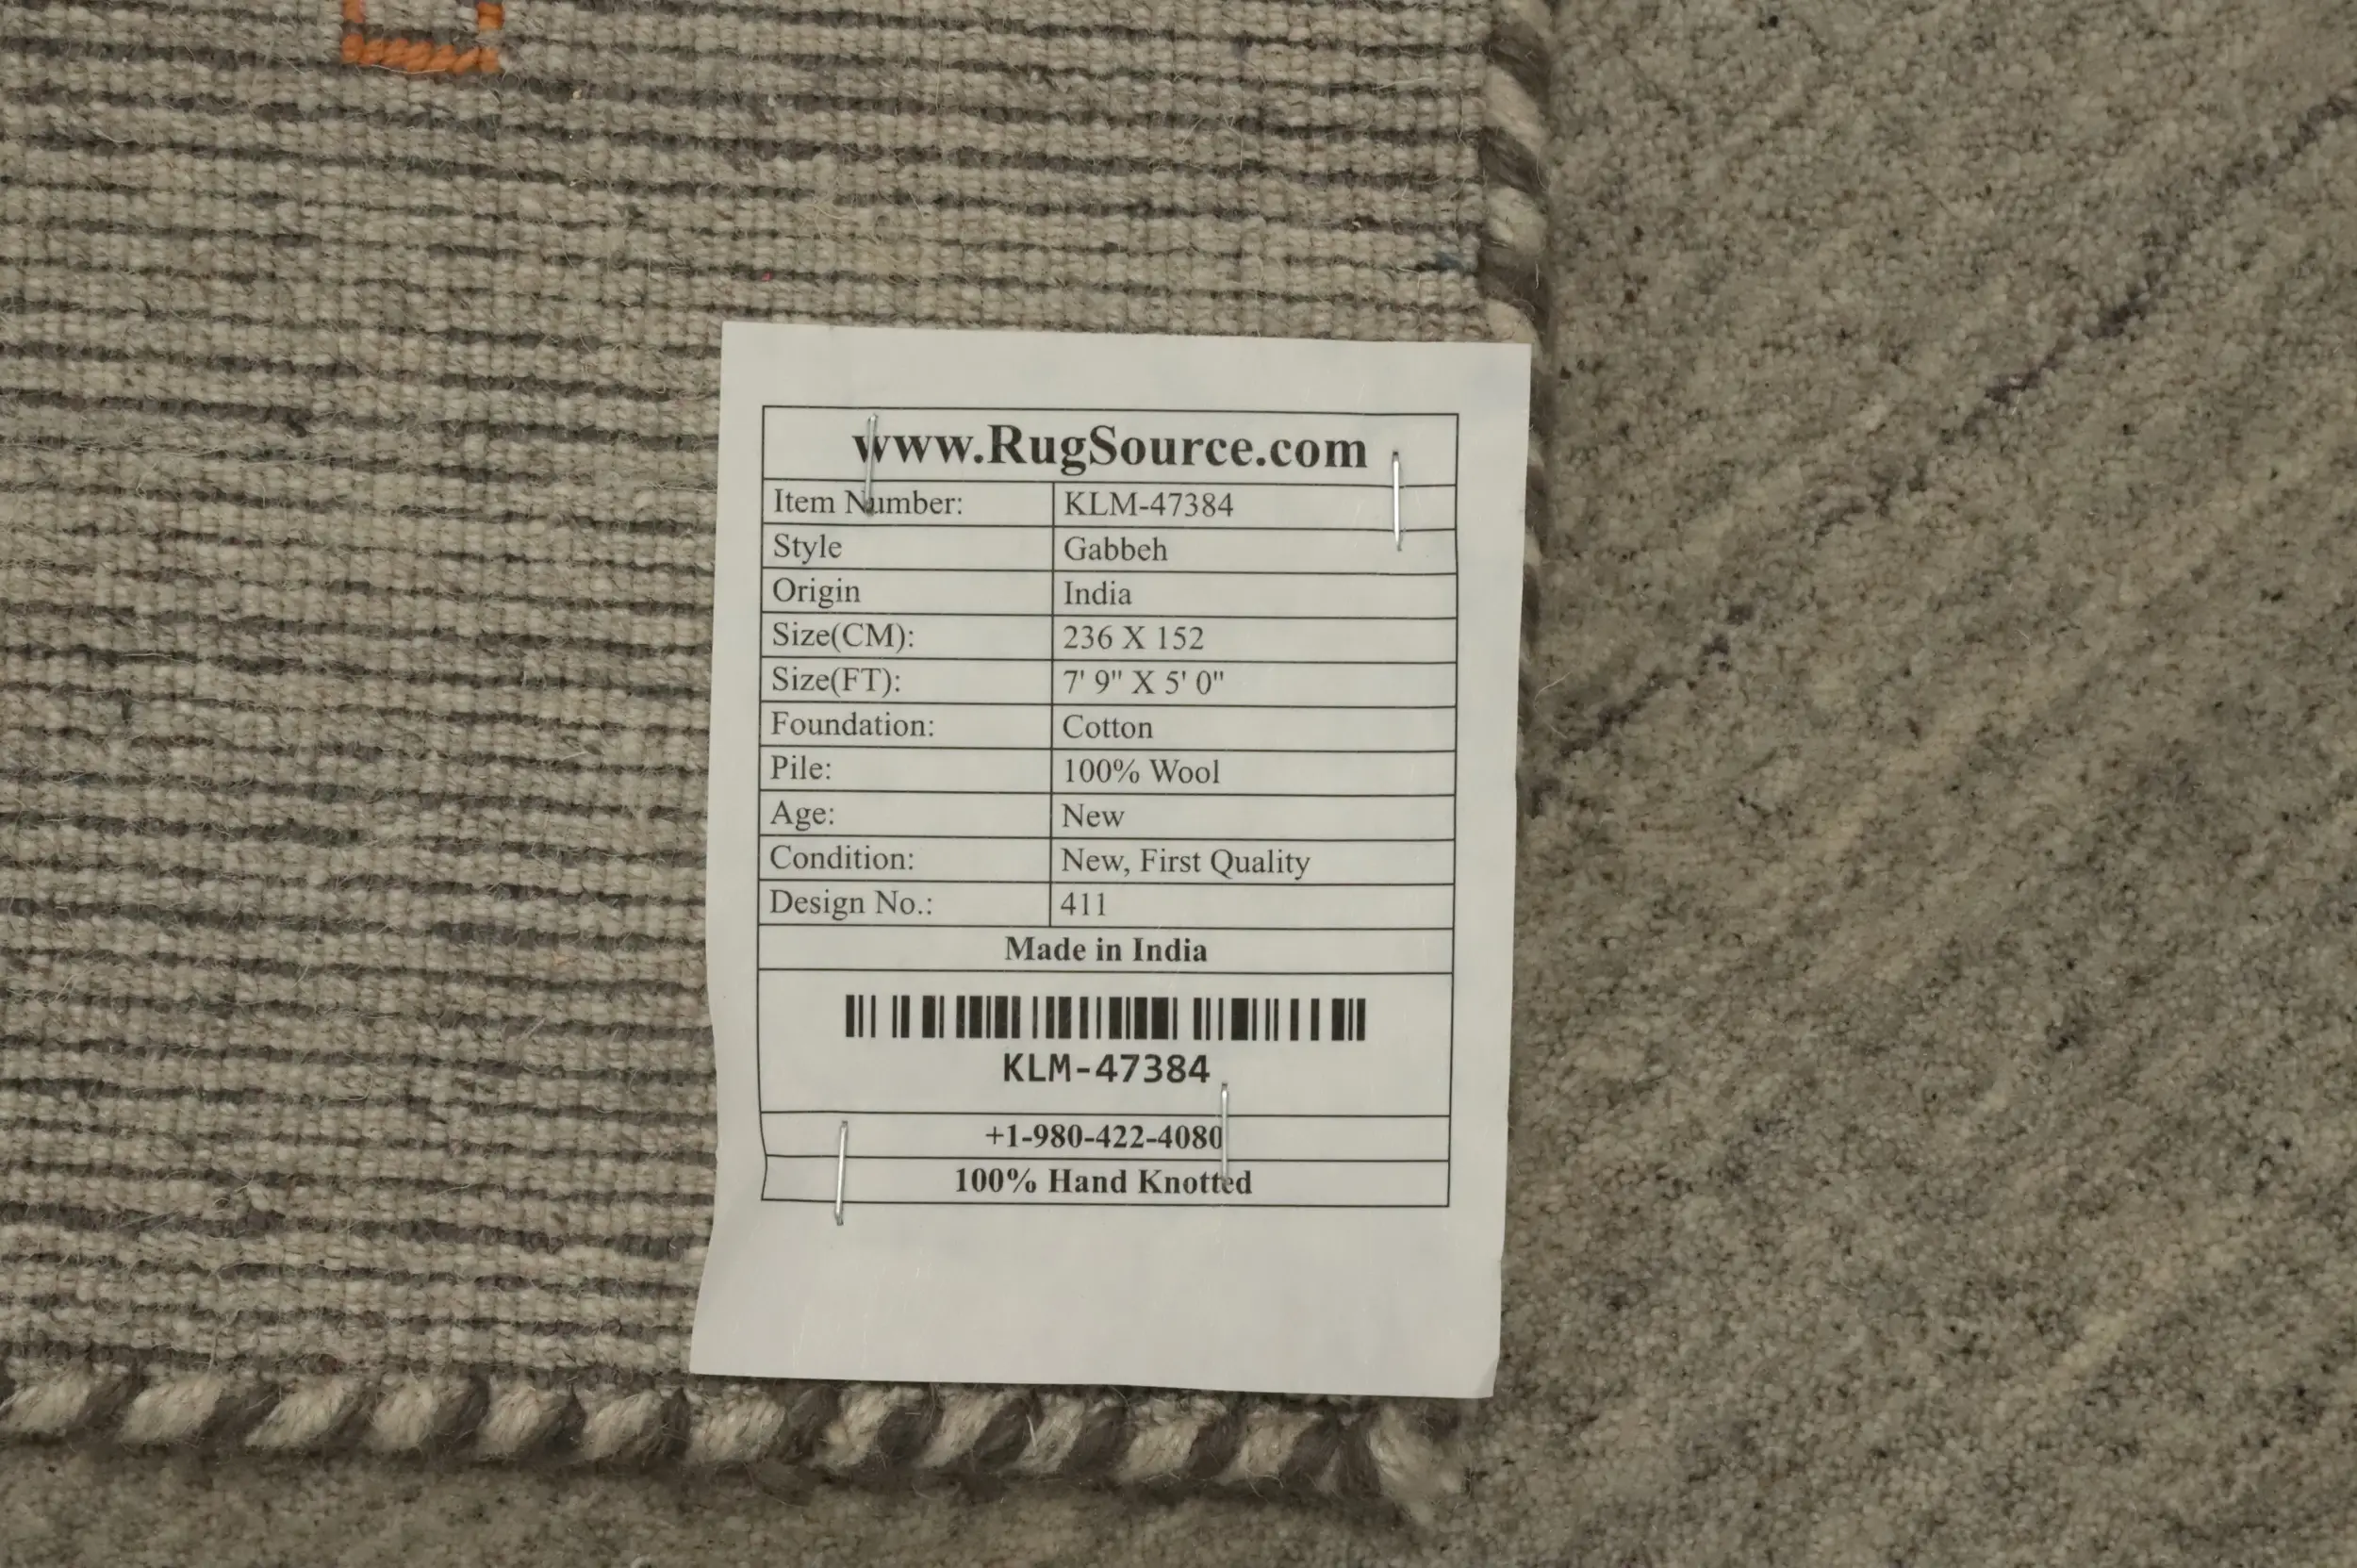 www.RugSource.com
Item Number: KLM-47384
Style Gabbeh
Origin India
Size(CM): 236 X 152
Size(FT): 7' 9" X 5' 0"
Foundation: Cotton
Pile: 100% Wool
Age: New
Condition: New, First Quality
Design No.: 411
Made in India
KLM-47384
+1-980-422-4080
100% Hand Knotted